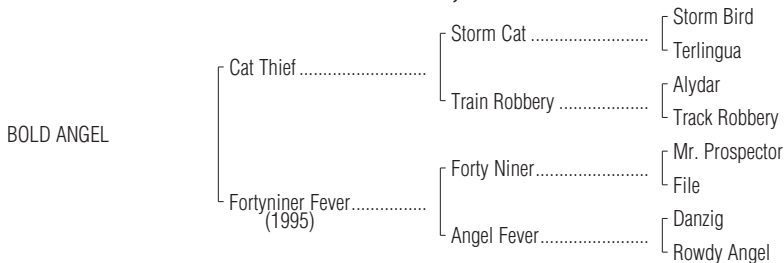 Storm Bird
Storm Cat ..............................
Terlingua
Cat Thief ...........................
Alydar
Train Robbery .....................
Track Robbery
BOLD ANGEL
Mr. Prospector
Forty Niner...........................
File
Fortyniner Fever................
(1995)
Danzig
Angel Fever.........................
Rowdy Angel